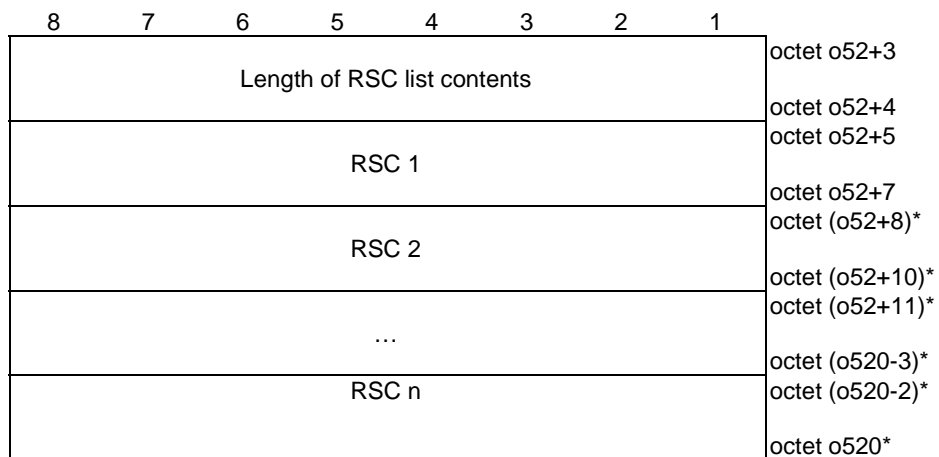 8 7 6 5 4 3 2 1
octet o52+3
Length of RSC list contents
octet o52+4
octet o52+5
RSC 1
octet o52+7
octet (o52+8)*
RSC 2
octet (o52+10)*
octet (o52+11)*
…
octet (o520-3)*
RSC n octet (o520-2)*
octet o520*